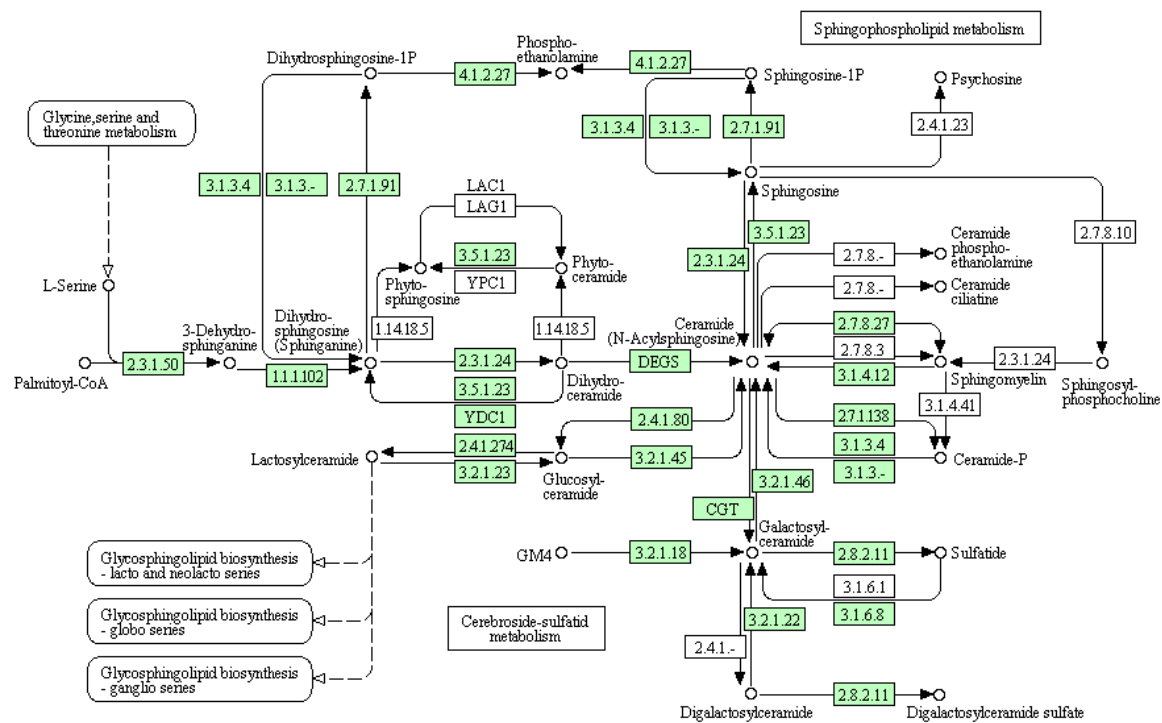 Sphingophospholipid metabolism
Phospho-
ethanolamine
Dihydrosphingosine-1P
4.1.2.27
4.1.2.27
Sphingosine-1P
Psychosine
Glycine,serine and
threonine metabolism
3.1.3.4
3.1.3.-
2.7.1.91
2.4.1.23
3.1.3.4
3.1.3.-
2.7.1.91
LAC1
LAG1
Sphingosine
3.5.1.23
2.7.8.10
Ceramide
phospho-
ethanolamine
2.3.1.24
2.7.8.-
3.5.1.23
YPC1
Phyto-
ceramide
Phyto-
sphingosine
L-Serine
2.7.8.-
Ceramide
ciliatine
3-Dehydro-
sphinganine
Dihydro-
sphingosine
(Sphinganine)
1.14.18.5
1.14.18.5
Ceramide
(N-Acylsphingosine)
2.7.8.27
2.7.8.3
2.3.1.50
2.3.1.24
DEGS
2.3.1.24
Palmitoyl-CoA
1.1.1.102
3.1.4.12
Sphingomyelin
Sphingosyl-
phosphocholine
3.5.1.23
Dihydro-
ceramide
3.1.4.41
YDC1
2.4.1.80
2.7.1.138
2.4.1.274
3.1.3.4
Lactosylceramide
3.2.1.23
Glucosyl-
ceramide
3.2.1.45
3.1.3.-
Ceramide-P
3.2.1.46
CGT
Galactosyl-
ceramide
GM4
3.2.1.18
2.8.2.11
Sulfatide
Glycosphingolipid biosynthesis
- lacto and neolacto series
3.1.6.1
3.1.6.8
Glycosphingolipid biosynthesis
- globo series
Cerebroside-sulfatid
metabolism
3.2.1.22
2.4.1.-
Glycosphingolipid biosynthesis
- ganglio series
2.8.2.11
Digalactosylceramide
Digalactosylceramide sulfate